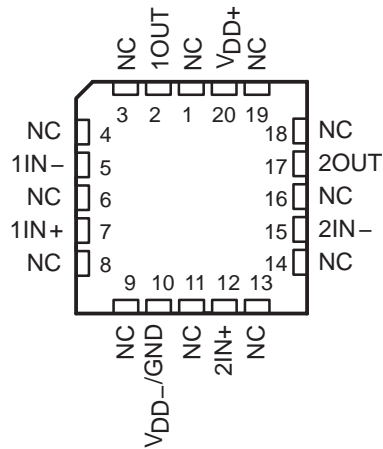 NC
1OUT
NC
VDD+
NC
3
2
1
20
19
NC
4
18
NC
1IN−
5
17
2OUT
NC
6
16
NC
1IN+
7
15
2IN−
NC
8
14
NC
9
10
11
12
13
NC
VDD−/GND
NC
2IN+
NC